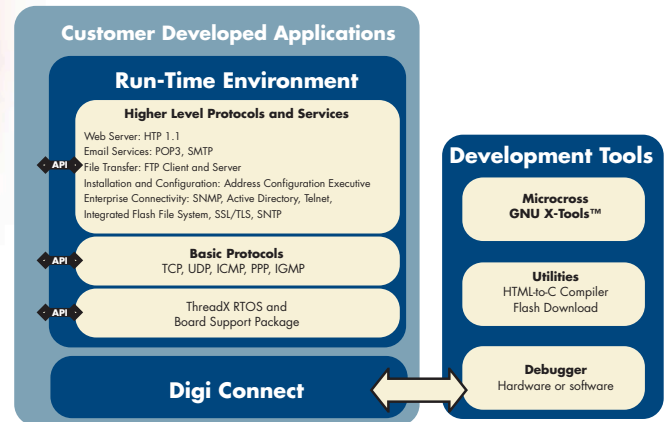 Customer Developed Applications
Run-Time Environment
Higher Level Protocols and Services
Web Server: HTP 1.1
Email Services: POP3, SMTP
API
File Transfer: FTP Client and Server
Installation and Configuration: Address Configuration Executive
Enterprise Connectivity: SNMP, Active Directory, Telnet,
Integrated Flash File System, SSL/TLS, SNTP
API
Basic Protocols
TCP, UDP, ICMP, PPP, IGMP
API
ThreadX RTOS and
Board Support Package
Digi Connect
Development Tools
Microcross
GNU X-Tools™
Utilities
HTML-to-C Compiler
Flash Download
Debugger
Hardware or software